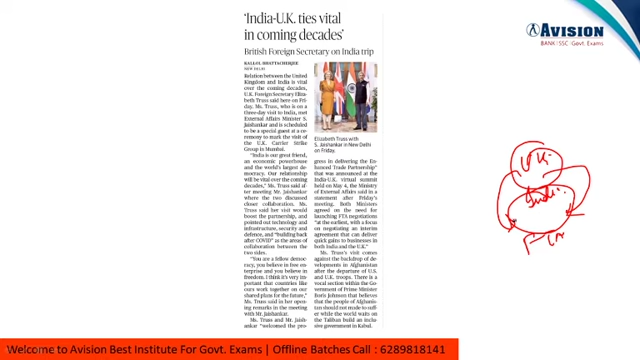 'India-U.K. ties vital
in coming decades'
British Foreign Secretary on India trip
KALLOL BHATTACHERJEE
NEW DELHI
Relation between the United
Kingdom and India is vital
over the coming decades,
U.K. Foreign Secretary Eliza-
beth Truss said here on Fri-
day. Ms. Truss, who is on a
three-day visit to India, met
External Affairs Minister S.
Jaishankar and is scheduled
to be a special guest at a ce-
remony to mark the visit of
the U.K. Carrier Strike
Group in Mumbai.
"India is our great friend,
an economic powerhouse
and the world's largest de-
mocracy. Our relationship
will be vital over the coming
decades," Ms. Truss said af-
ter meeting Mr. Jaishankar
where the two discussed
closer collaboration. Ms.
Truss said her visit would
boost the partnership, and
pointed out technology and
infrastructure, security and
defence, and "building back
after COVID" as the areas of
collaboration between the
two sides.
"You are a fellow democ-
racy, you believe in free en-
terprise and you believe in
freedom. I think it's very im-
portant that countries like
ours work together on our
shared plans for the future,"
Ms. Truss said in her open-
ing remarks in the meeting
with Mr. Jaishankar.
Ms. Truss and Mr. Jaish-
ankar "welcomed the pro-
Elizabeth Truss with
S. Jaishankar in New Delhi
on Friday.
gress in delivering the En-
hanced Trade Partnership"
that was announced at the
India-U.K. virtual summit
held on May 4, the Ministry
of External Affairs said in a
statement after Friday's
meeting. Both Ministers
agreed on the need for
launching FTA negotiations
"at the earliest, with a focus
on negotiating an interim
agreement that can deliver
quick gains to businesses in
both India and the U.K."
Ms. Truss's visit comes
against the backdrop of de-
velopments in Afghanistan
after the departure of U.S.
and U.K. troops. There is a
vocal section within the Go-
vernment of Prime Minister
Boris Johnson that believes
that the people of Afghanis-
tan should not made to suf-
fer while the world waits on
the Taliban build an inclu-
sive government in Kabul.
AVISION
BANK SSC Govt. Exams
U.K.
India
Welcome to Avision Best Institute For Govt. Exams | Offline Batches Call : 6289818141